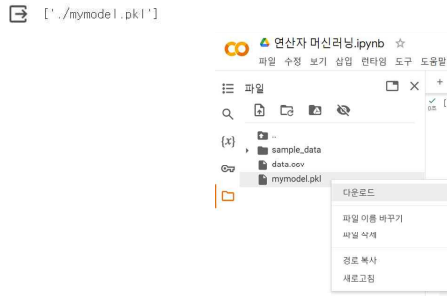 ['./mymodel.pkl']
연산자 머신러닝.ipynb
파일 수정 보기 삽입 런타임 도구 도움말
파일
{x}
..
sample_data
data.csv
mymodel.pkl
다운로드
파일 이름 바꾸기
파일 삭제
경로 복사
새로고침